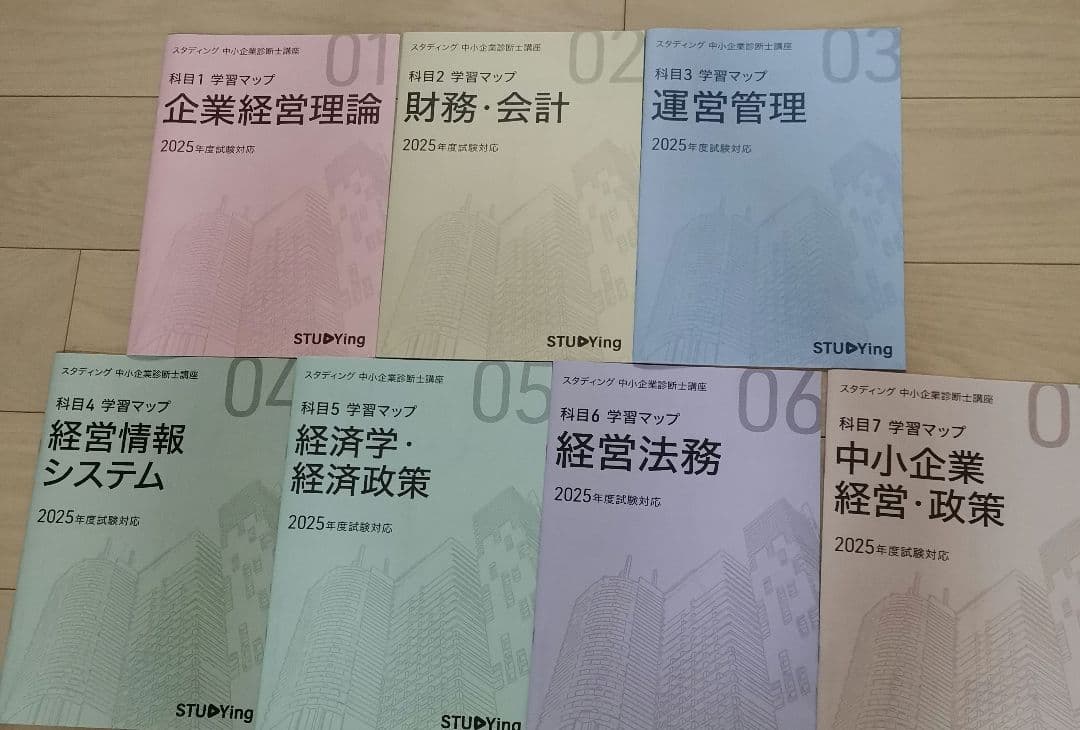 スタディング 中小企業診断士講座
01
科目1 学習マップ
企業経営理論
2025年度試験対応
STUDYing
スタディング 中小企業診断士講座
02
科目2 学習マップ
財務・会計
2025年度試験対応
STUDYing
スタディング 中小企業診断士講座
03
科目3 学習マップ
運営管理
2025年度試験対応
STUDYing
スタディング 中小企業診断士講座
04
科目4 学習マップ
経営情報
システム
2025年度試験対応
STUDYing
スタディング 中小企業診断士講座
05
科目5 学習マップ
経済学・
経済政策
2025年度試験対応
STUDYing
スタディング 中小企業診断士講座
06
科目6 学習マップ
経営法務
2025年度試験対応
スタディング 中小企業診断士講座
0
科目7 学習マップ
中小企業
経営・政策
2025年度試験対応